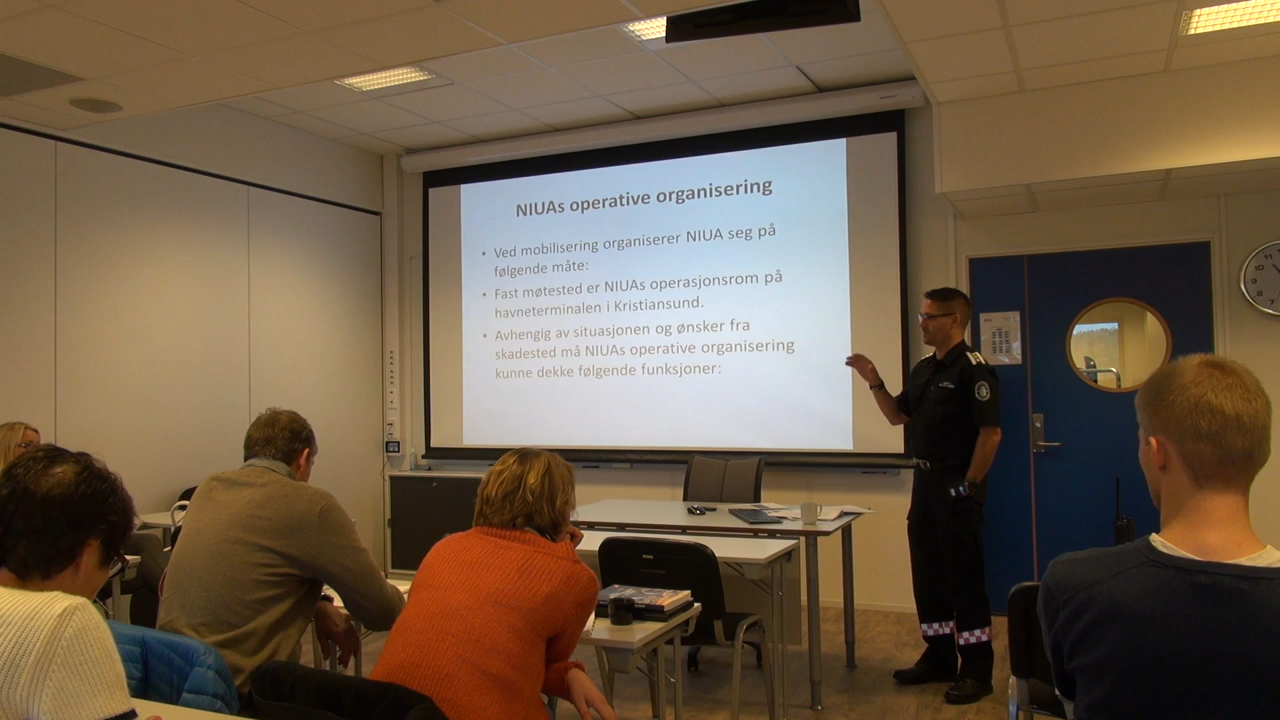 NIUAs operative organisering
• Ved mobilisering organiserer NIUA seg på
følgende måte:
• Fast møtested er NIUAs operasjonsrom på
havneterminalen i Kristiansund.
• Avhengig av situasjonen og ønsker fra
skadested må NIUAs operative organisering
kunne dekke følgende funksjoner: